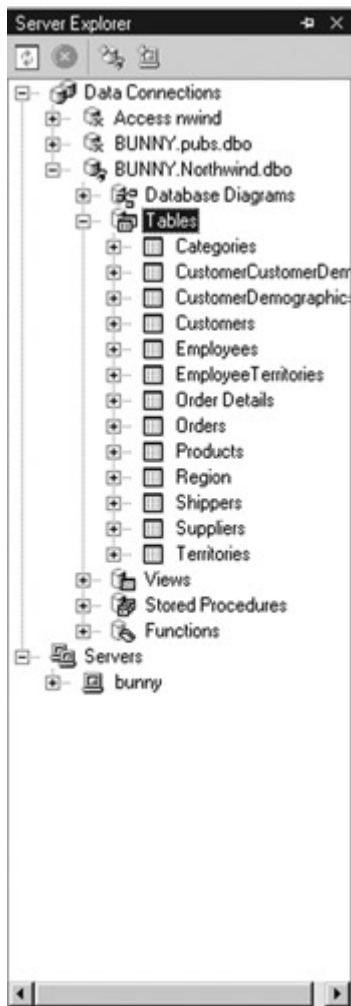 Server Explorer
Data Connections
Access nwind
BUNNY.pubs.dbo
BUNNY.Northwind.dbo
Database Diagrams
Tables
Categories
CustomerCustomerDem
CustomerDemographic
Customers
Employees
EmployeeTerritories
Order Details
Orders
Products
Region
Shippers
Suppliers
Territories
Views
Stored Procedures
Functions
Servers
bunny